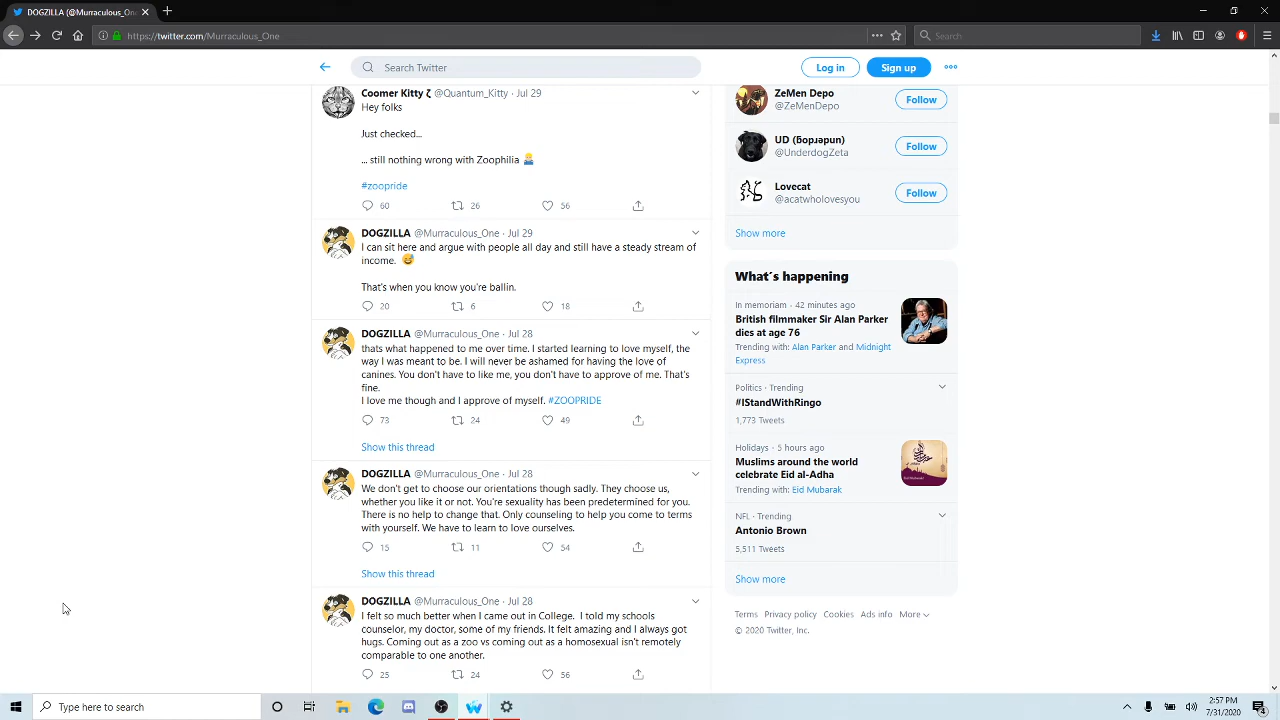 DOGZILLA (@Murraculous_One
https://twitter.com/Murraculous_One
Search
Search Twitter
Log in
Sign up
Coomer Kitty ζ @Quantum_Kitty · Jul 29
Hey folks
Just checked...
... still nothing wrong with Zoophilia
#zoopride
60 26 56
DOGZILLA @Murraculous_One · Jul 29
I can sit here and argue with people all day and still have a steady stream of
income.
That's when you know you're ballin.
20 6 18
DOGZILLA @Murraculous_One · Jul 28
thats what happened to me over time. I started learning to love myself, the
way I was meant to be. I will never be ashamed for having the love of
canines. You don't have to like me, you don't have to approve of me. That's
fine.
I love me though and I approve of myself. #ZOOPRIDE
73 24 49
Show this thread
DOGZILLA @Murraculous_One · Jul 28
We don't get to choose our orientations though sadly. They choose us,
whether you like it or not. You're sexuality has been predetermined for you.
There is no help to change that. Only counseling to help you come to terms
with yourself. We have to learn to love ourselves.
15 11 54
Show this thread
DOGZILLA @Murraculous_One · Jul 28
I felt so much better when I came out in College. I told my schools
counselor, my doctor, some of my friends. It felt amazing and I always got
hugs. Coming out as a zoo vs coming out as a homosexual isn't remotely
comparable to one another.
25 24 56
ZeMen Depo
@ZeMenDepo
Follow
UD (ƃopɹǝpun)
@UnderdogZeta
Follow
Lovecat
@acatwholovesyou
Follow
Show more
What's happening
In memoriam · 42 minutes ago
British filmmaker Sir Alan Parker
dies at age 76
Trending with: Alan Parker and Midnight
Express
Politics · Trending
#IStandWithRingo
1,773 Tweets
Holidays · 5 hours ago
Muslims around the world
celebrate Eid al-Adha
Trending with: Eid Mubarak
NFL · Trending
Antonio Brown
5,511 Tweets
Show more
Terms Privacy policy Cookies Ads info More
© 2020 Twitter, Inc.
Type here to search
2:57 PM
7/31/2020
4